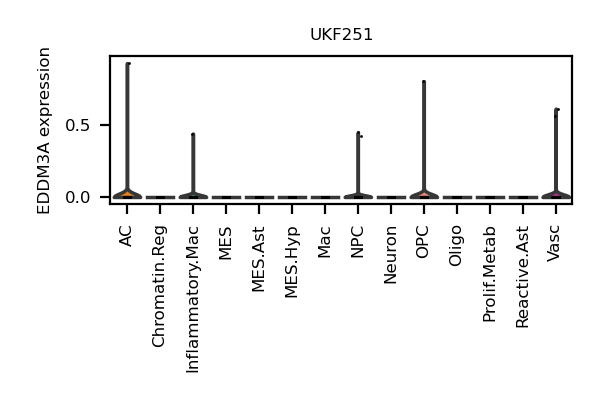 UKF251
EDDM3A expression
0.5
0.0
AC
Chromatin.Reg
Inflammatory.Mac
MES
MES.Ast
MES.Hyp
Mac
NPC
Neuron
OPC
Oligo
Prolif.Metab
Reactive.Ast
Vasc